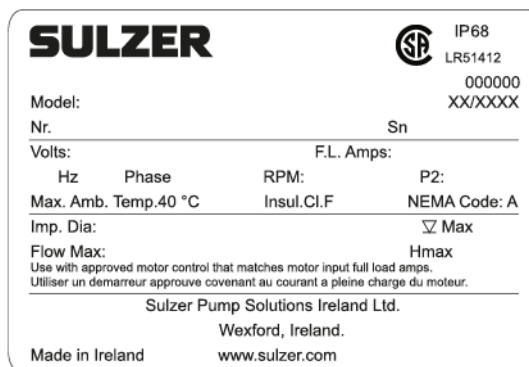 SULZER
IP68
LR51412
000000
Model: XX/XXXX
Nr. Sn
Volts: F.L. Amps:
Hz Phase RPM: P2:
Max. Amb. Temp.40 °C Insul.Cl.F NEMA Code: A
Imp. Dia: Max
Flow Max: Hmax
Use with approved motor control that matches motor input full load amps.
Utiliser un demarreur approuve covenant au courant a pleine charge du moteur.
Sulzer Pump Solutions Ireland Ltd.
Wexford, Ireland.
Made in Ireland www.sulzer.com